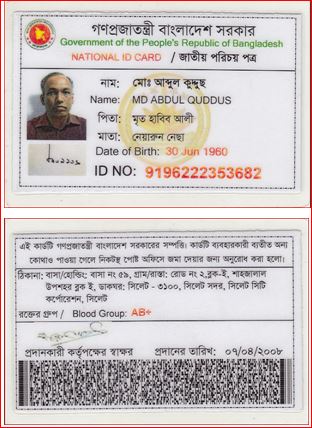 গণপ্রজাতন্ত্রী বাংলাদেশ সরকার
Government of the People's Republic of Bangladesh
NATIONAL ID CARD / জাতীয় পরিচয় পত্র
নাম: মোঃ আব্দুল কুদ্দুছ
Name: MD ABDUL QUDDUS
পিতা: মৃত হাবিব আলী
মাতা: নেয়ারুন নেছা
Date of Birth: 30 Jun 1960
ID NO: 9196222353682
এই কার্ডটি গণপ্রজাতন্ত্রী বাংলাদেশ সরকারের সম্পত্তি। কার্ডটি ব্যবহারকারী ব্যতীত অন্য
কোথাও পাওয়া গেলে নিকটস্থ পোষ্ট অফিসে জমা দেয়ার জন্য অনুরোধ করা হলো।
ঠিকানা: বাসা/হোল্ডিং: বাসা নং ৫৯, গ্রাম/রাস্তা: রোড নং ২,ব্লক-ই, শাহজালাল
উপশহর ব্লক ই, ডাকঘর: সিলেট - ৩১০০, সিলেট সদর, সিলেট সিটি
কর্পোরেশন, সিলেট
রক্তের গ্রুপ / Blood Group: AB+
প্রদানকারী কর্তৃপক্ষের স্বাক্ষর প্রদানের তারিখ: ০৭/০৪/২০০৮